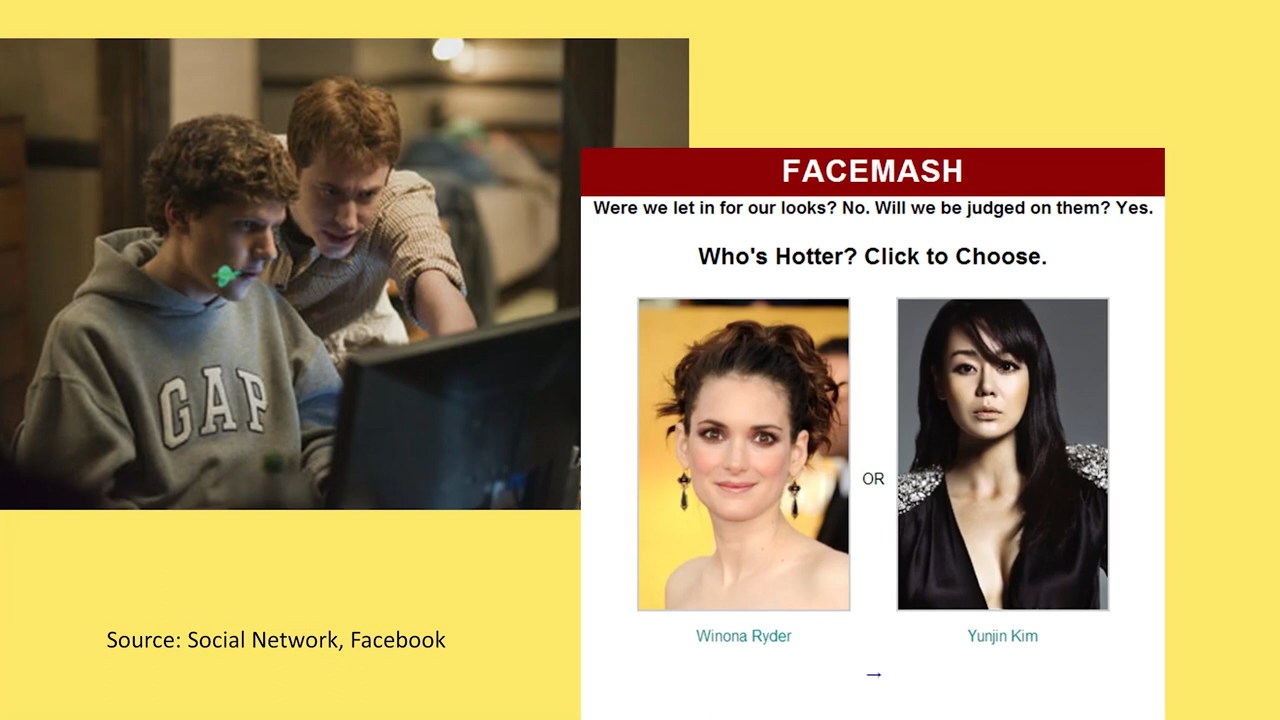 GAP
FACEMASH
Were we let in for our looks? No. Will we be judged on them? Yes.
Who's Hotter? Click to Choose.
OR
Winona Ryder
Yunjin Kim
→
Source: Social Network, Facebook